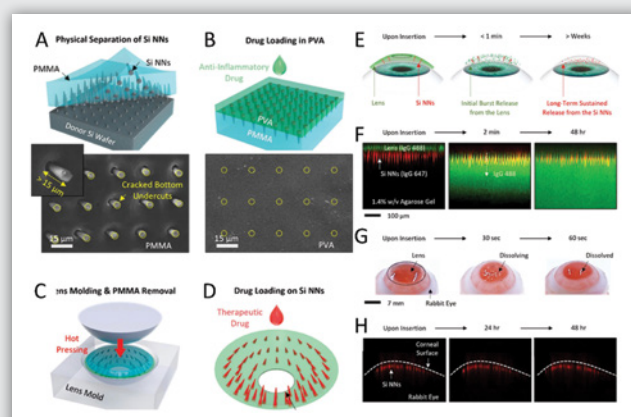 A
Physical Separation of Si NNs
Si NNs
PMMA
Donor Si Wafer
> 15 µm
Cracked Bottom
Undercuts
15 µm
PMMA
B
Drug Loading in PVA
Anti-Inflammatory
Drug
PVA
PMMA
15 µm
PVA
C
ens Molding & PMMA Removal
Hot
Pressing
Lens Mold
D
Drug Loading on Si NNs
Therapeutic
Drug
E
Upon Insertion
< 1 min
> Weeks
Lens
Si NNs
Initial Burst Release
from the Lens
Long-Term Sustained
Release from the Si NNs
F
Upon Insertion
2 min
48 hr
Lens (IgG 488)
Si NNs (IgG 647)
IgG 488
1.4% w/v Agarose Gel
100 µm
G
Upon Insertion
30 sec
60 sec
Lens
Dissolving
Dissolved
7 mm
Rabbit Eye
H
Upon Insertion
24 hr
48 hr
Corneal
Surface
Si NNs
Rabbit Eye